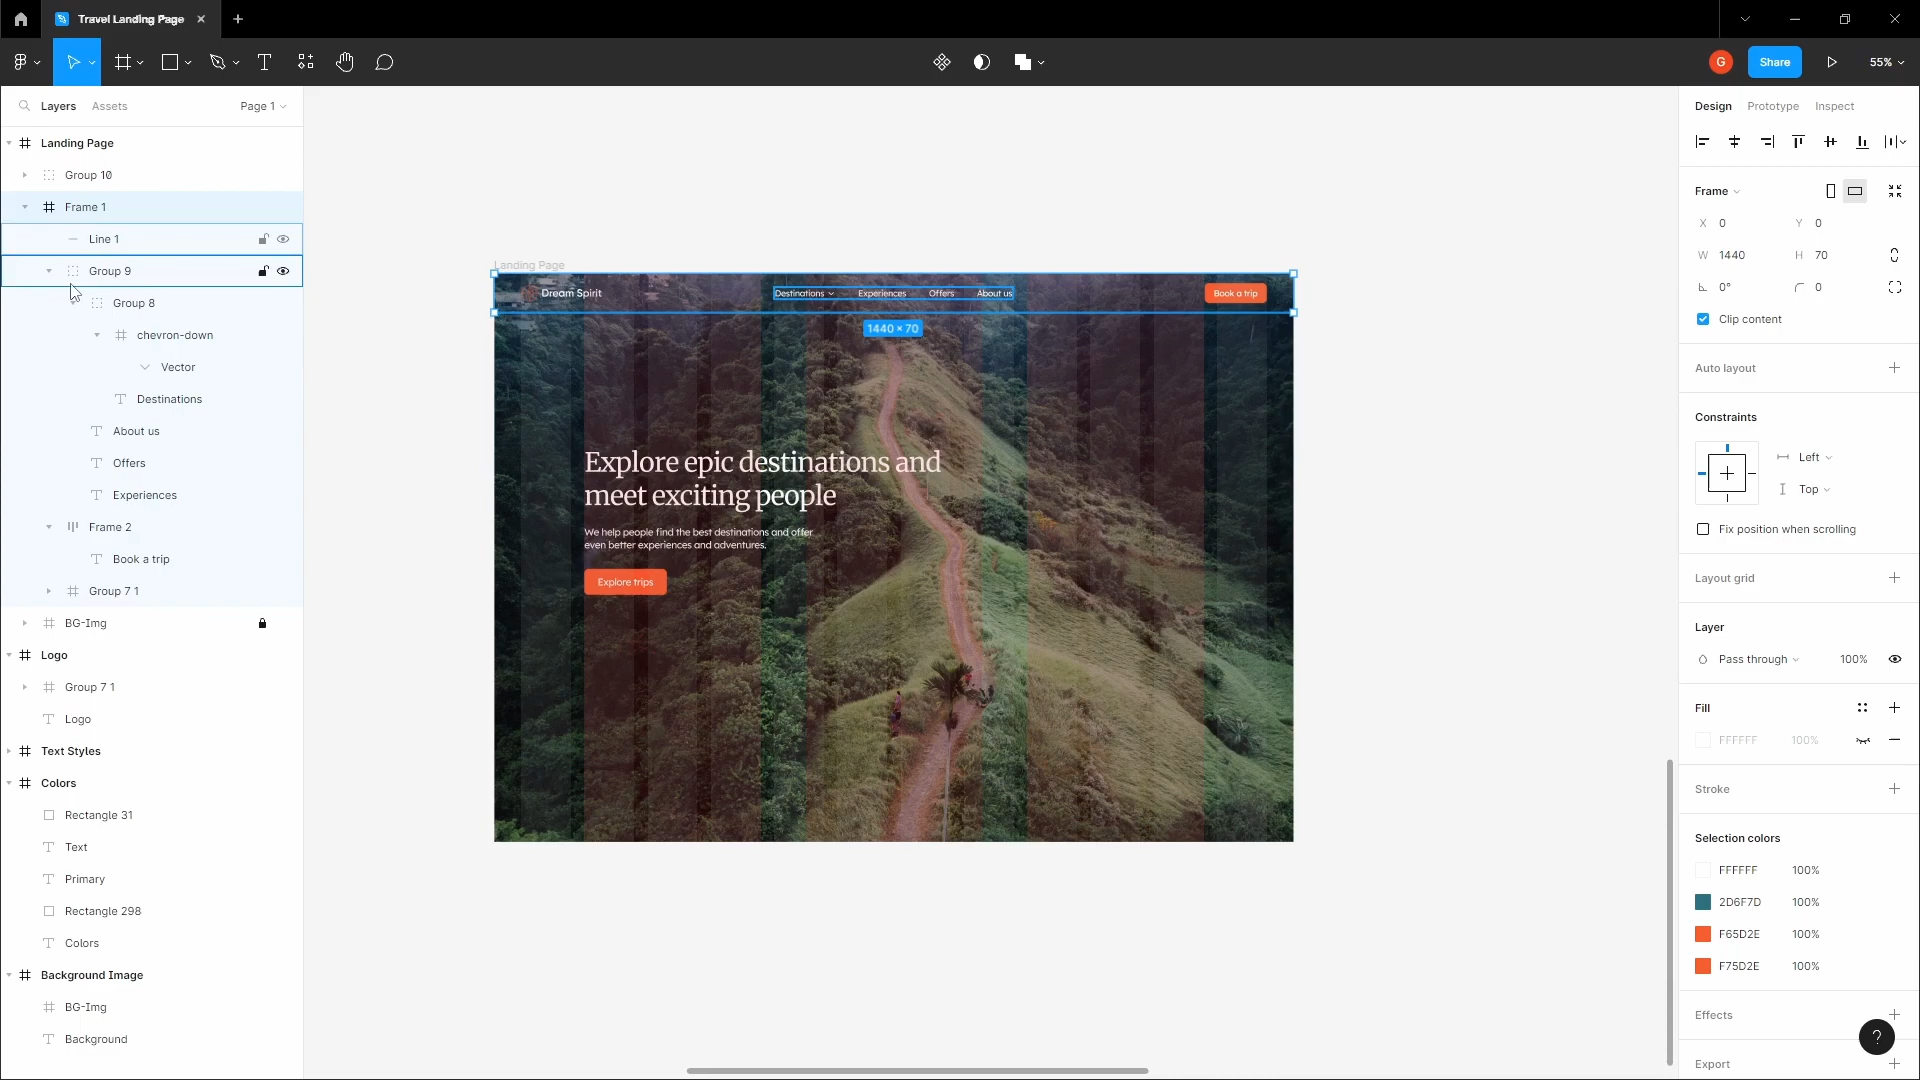 Travel Landing Page
G
Share
55%
Layers
Assets
Page 1
Landing Page
Group 10
Frame 1
Line 1
Group 9
Group 8
chevron-down
Vector
Destinations
About us
Offers
Experiences
Frame 2
Book a trip
Group 7 1
BG-Img
Logo
Group 7 1
Logo
Text Styles
Colors
Rectangle 31
Text
Primary
Rectangle 298
Colors
Background Image
BG-Img
Background
Landing Page
Dream Spirit
Destinations
Experiences
Offers
About us
Book a trip
1440 × 70
Explore epic destinations and
meet exciting people
We help people find the best destinations and offer
even better experiences and adventures.
Explore trips
Design
Prototype
Inspect
Frame
X 0
Y 0
W 1440
H 70
0°
0
Clip content
Auto layout
Constraints
Left
Top
Fix position when scrolling
Layout grid
Layer
Pass through
100%
Fill
FFFFFF
100%
Stroke
Selection colors
FFFFFF 100%
2D6F7D 100%
F65D2E 100%
F75D2E 100%
Effects
?
Export